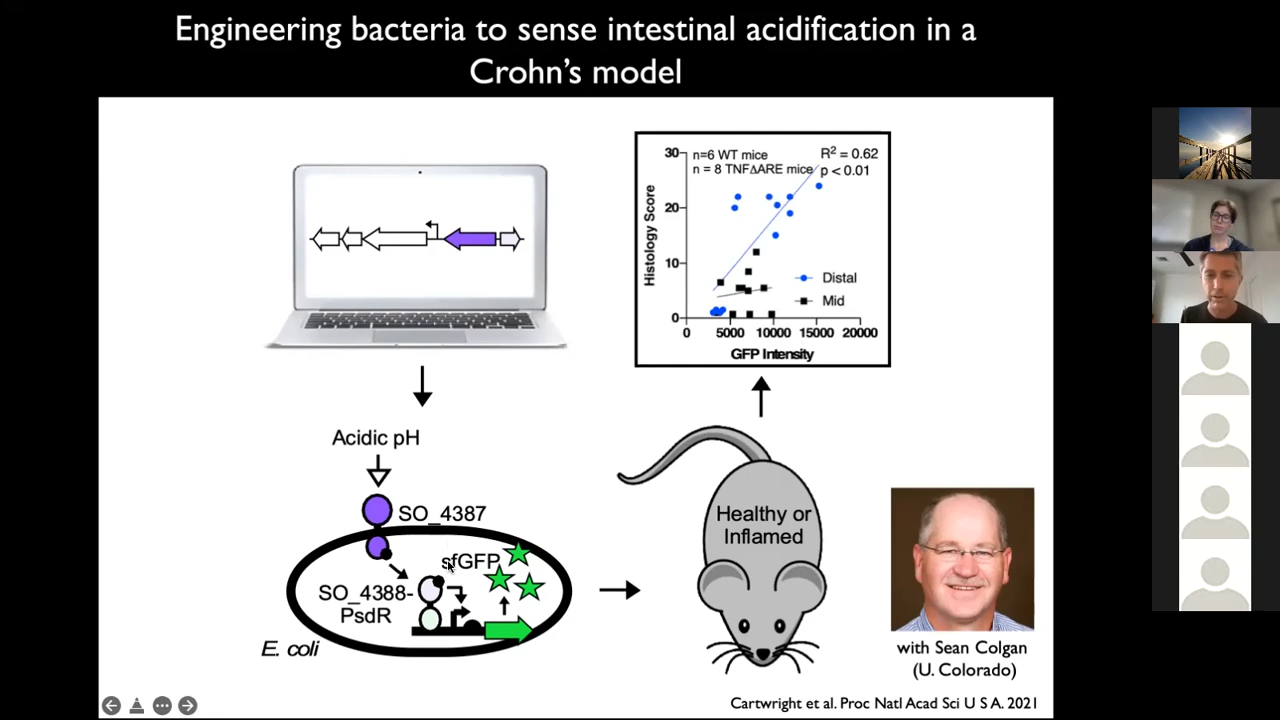 Engineering bacteria to sense intestinal acidification in a
Crohn's model
n=6 WT mice
n = 8 TNF∆ARE mice
R² = 0.62
p < 0.01
Histology Score
30
20
10
0
Distal
Mid
0 5000 10000 15000 20000
GFP Intensity
Acidic pH
SO_4387
sfGFP
SO_4388-
PsdR
E. coli
Healthy or
Inflamed
with Sean Colgan
(U. Colorado)
Cartwright et al. Proc Natl Acad Sci U S A. 2021